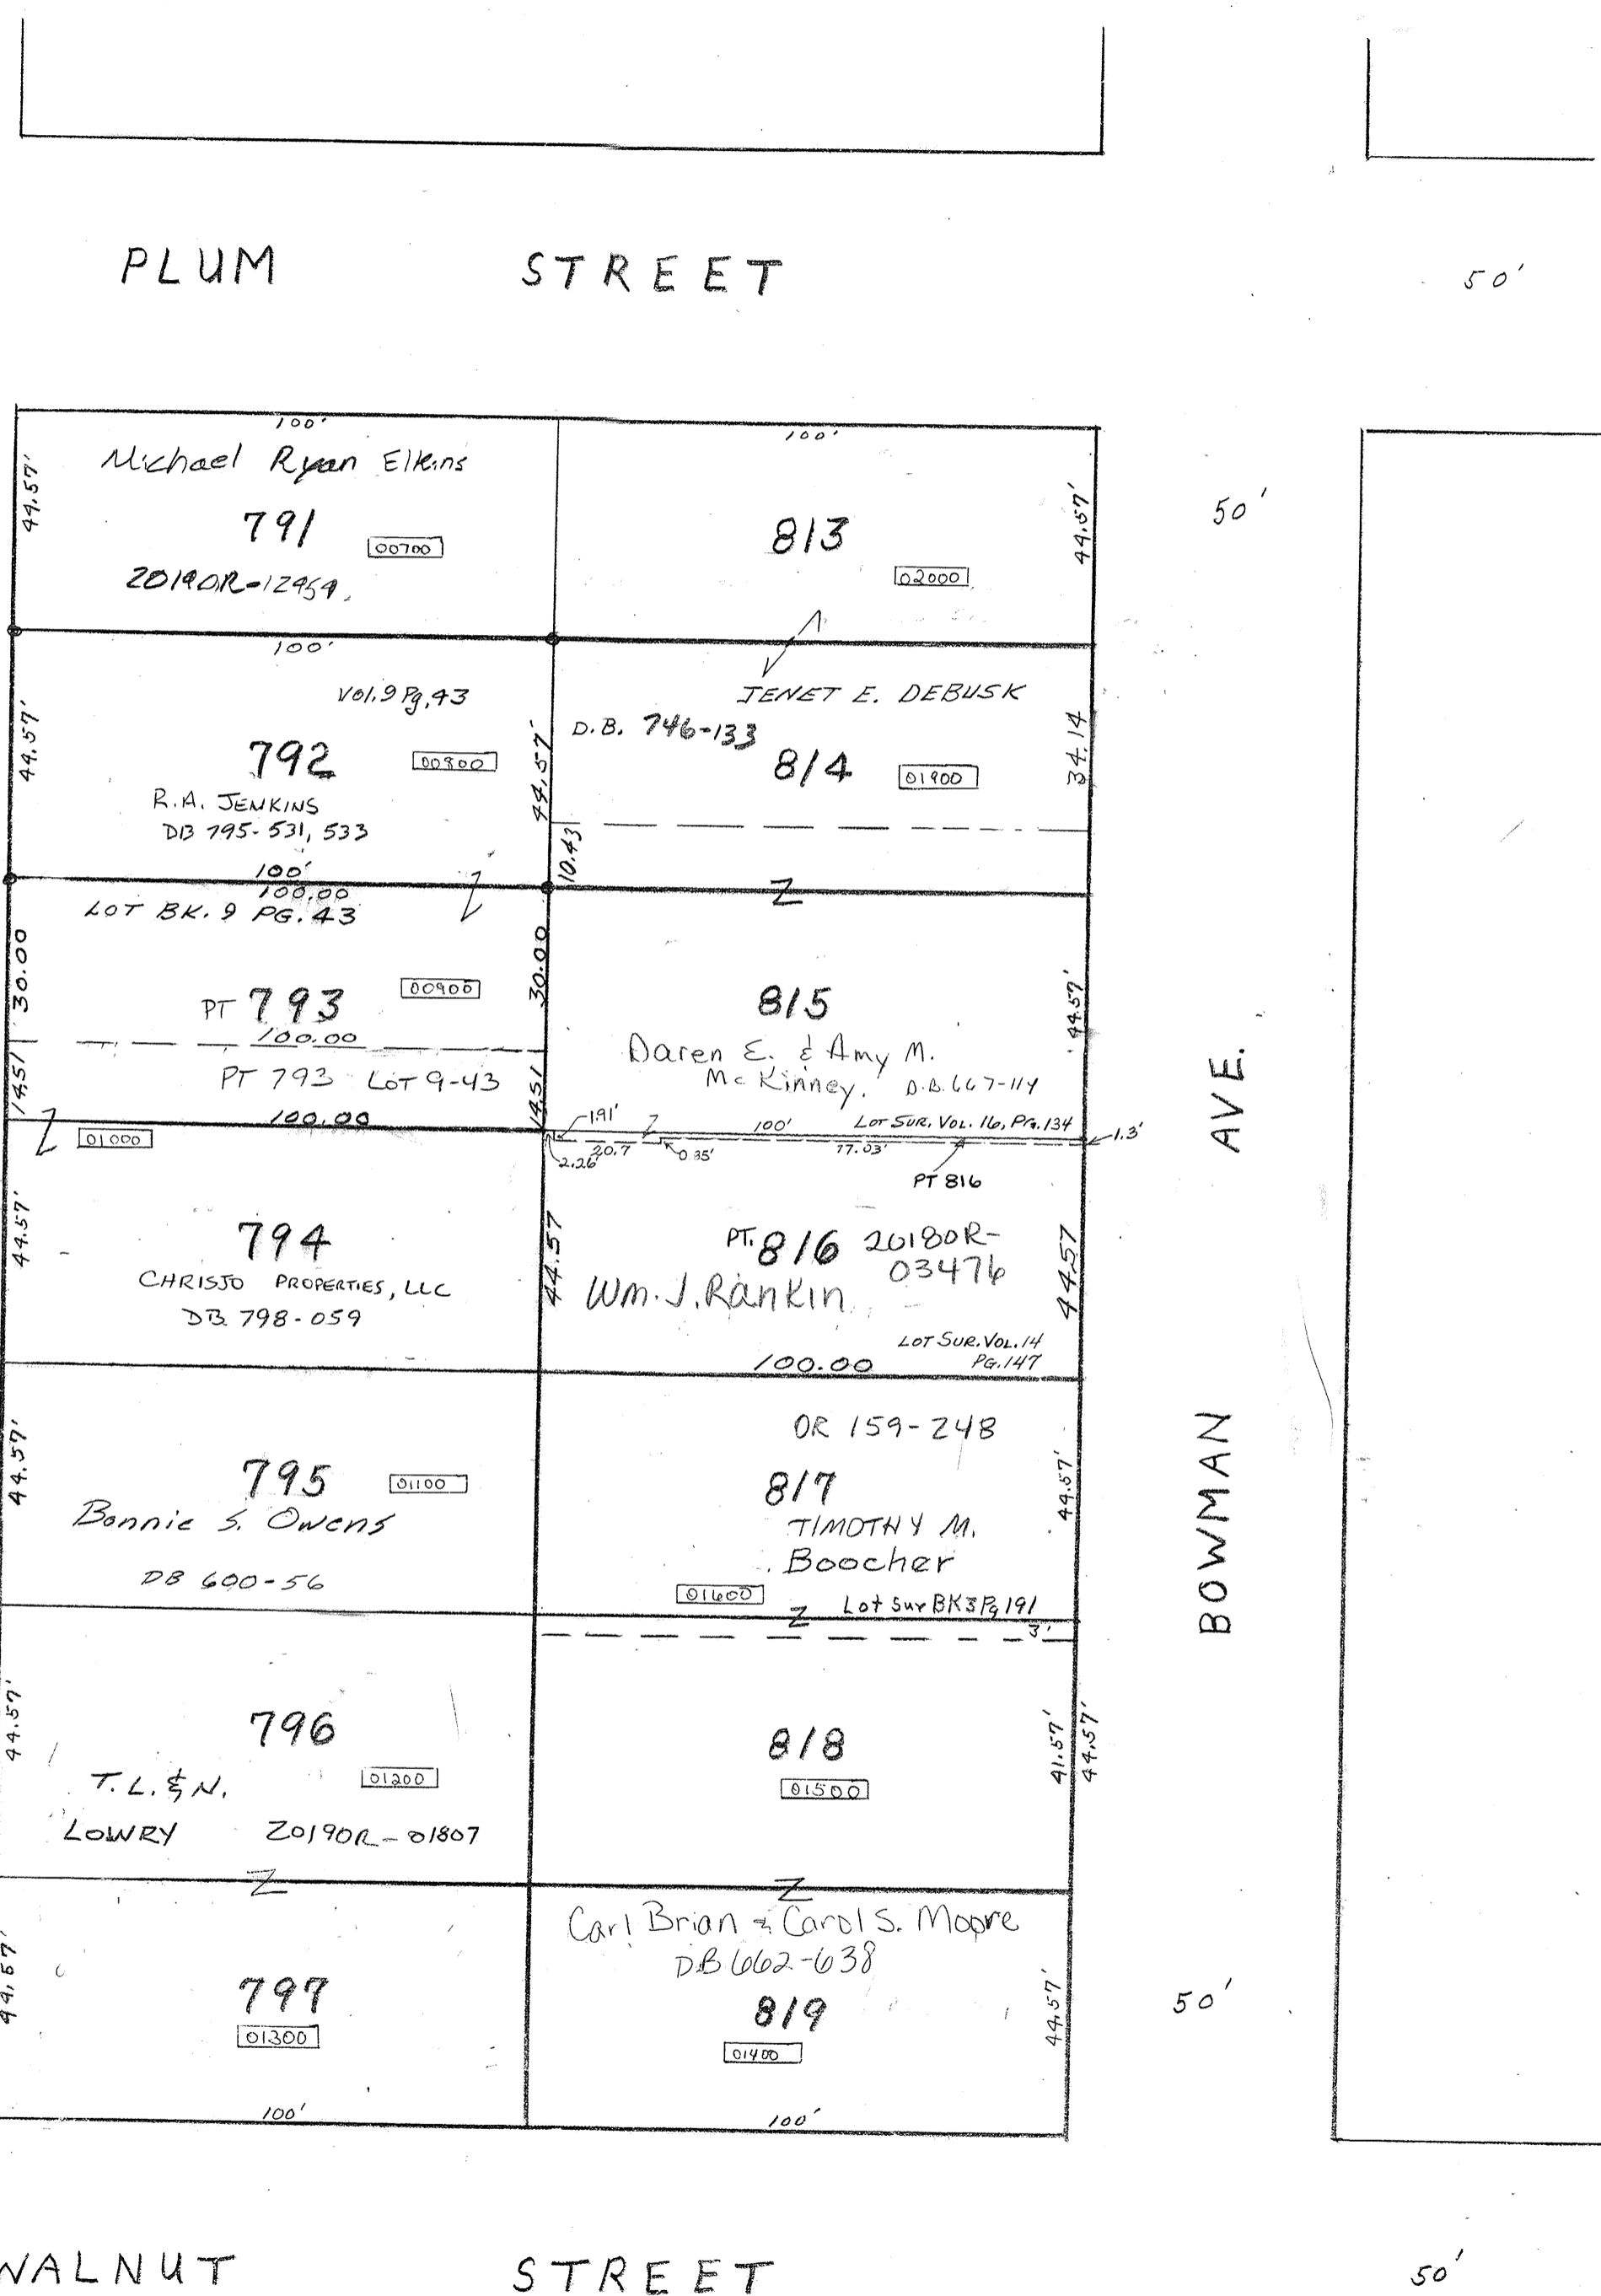 PLUM STREET
50'
100'
Michael Ryan Elkins
44.57'
791
00700
20190R-12959
100'
813
02000
44.57'
50'
100'
Vol.9 Pg.43
44.57'
792
00800
R.A. JENKINS
DB 795-531, 533
100'
44.57'
10.43
JENET E. DEBUSK
D.B. 746-133
814
01900
34.14
100.00
LOT BK. 9 PG. 43
30.00
PT 793
00900
30.00
100.00
14.51
PT 793 LOT 9-43
14.51
100.00
815
44.57'
Daren E. & Amy M.
McKinney. D.B. 667-114
1.91'
100'
LOT SUR. VOL. 16, PG. 134
1.3'
2.26'
20.7
0.35'
77.03'
PT 816
01000
44.57'
794
CHRISJO PROPERTIES, LLC
DB 798-059
44.57
PT. 816 20180R-
03476
Wm. J. Rankin
44.57
LOT SUR. VOL. 14
PG. 147
100.00
44.57'
795
01100
Bonnie S. Owens
DB 600-56
OR 159-248
817
44.57'
TIMOTHY M.
Boocher
01600
Lot Sur BK 3 Pg 191
3'
44.57'
796
01200
T. L. & N.
LOWRY 20190R-01807
818
01500
41.57'
44.57'
44.57'
797
01300
100'
Carl Brian & Carol S. Moore
DB 662-638
819
01400
44.57'
100'
BOWMAN AVE.
50'
WALNUT STREET
50'